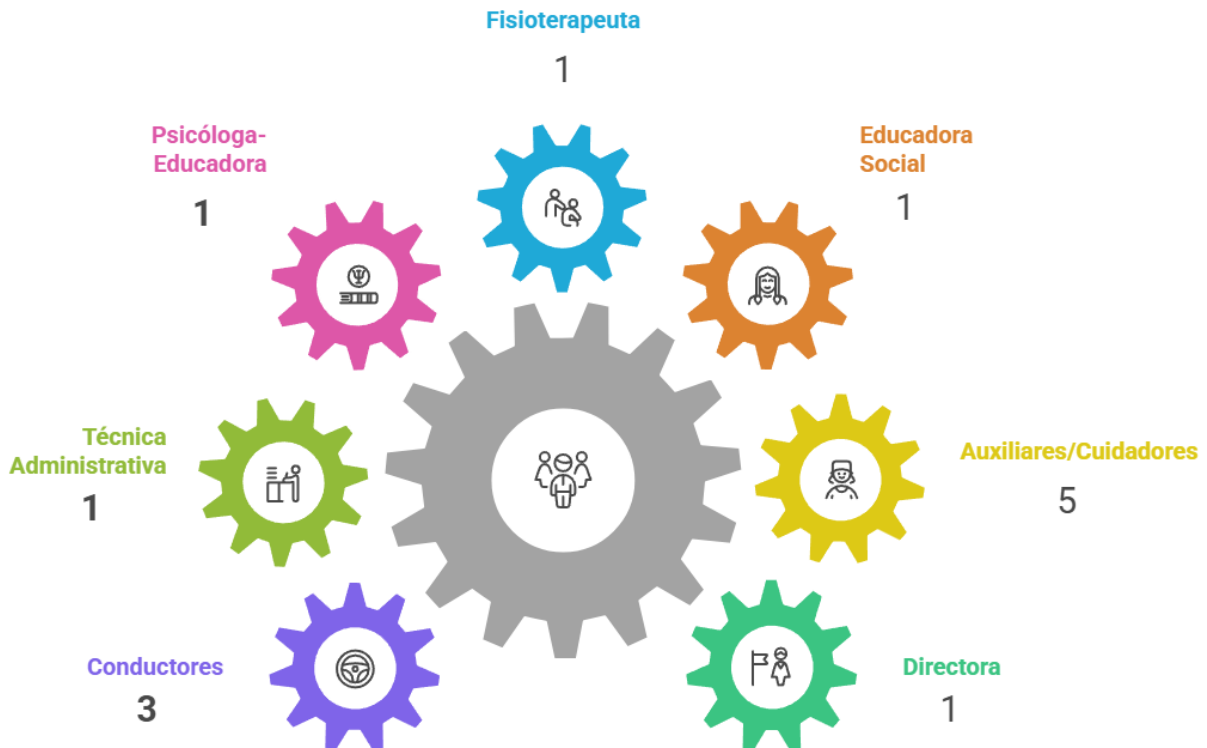 Fisioterapeuta
1
Psicóloga-
Educadora
1
Educadora
Social
1
Técnica
Administrativa
1
Auxiliares/Cuidadores
5
Conductores
3
Directora
1